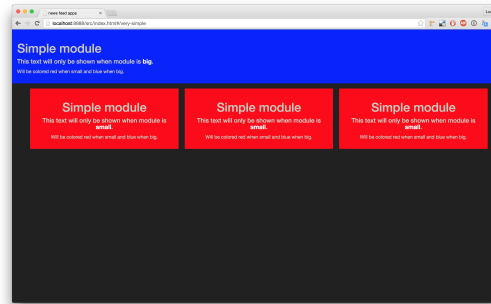 news feed apps
localhost:8888/src/index.html#/very-simple
Simple module
This text will only be shown when module is big.
Will be colored red when small and blue when big.
Simple module
This text will only be shown when module is
small.
Will be colored red when small and blue when big.
Simple module
This text will only be shown when module is
small.
Will be colored red when small and blue when big.
Simple module
This text will only be shown when module is
small.
Will be colored red when small and blue when big.